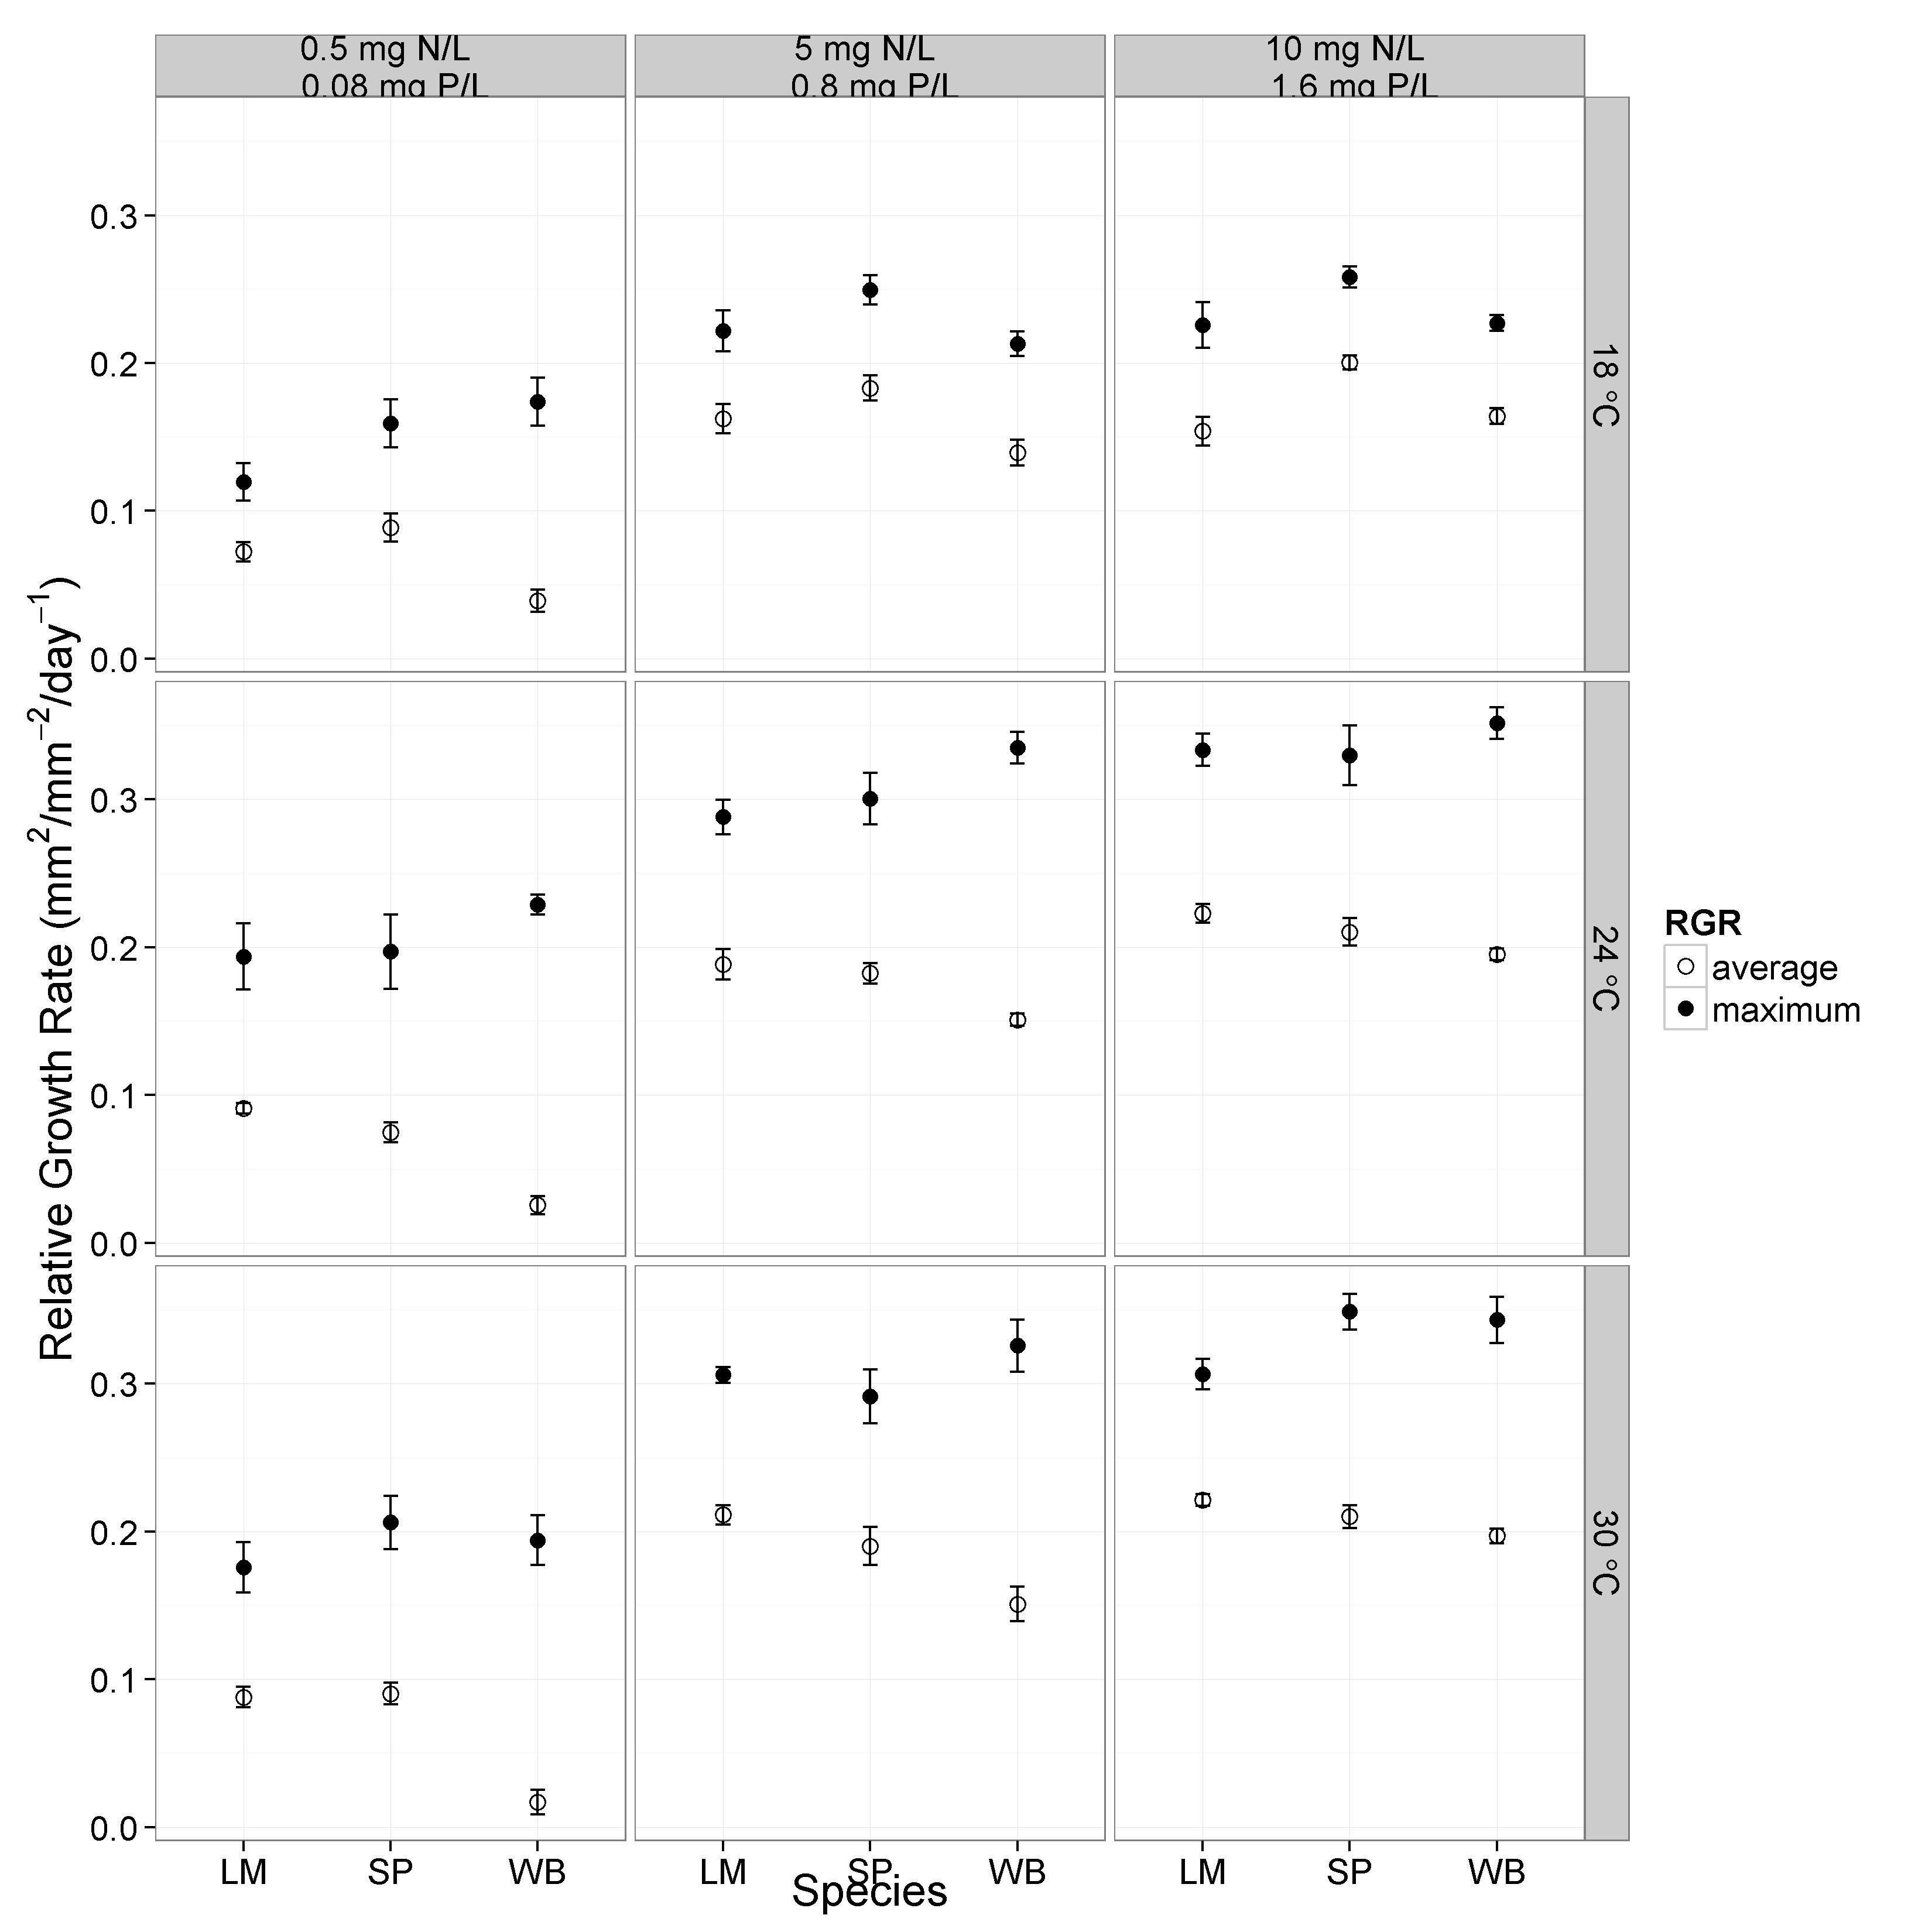 0.5 mg N/L
0.08 mg P/L
5 mg N/L
0.8 mg P/L
10 mg N/L
1.6 mg P/L
0.3
0.2
0.1
0.0
18 °C
0.3
0.2
0.1
0.0
24 °C
0.3
0.2
0.1
0.0
30 °C
Relative Growth Rate (mm²/mm⁻²/day⁻¹)
LM SP WB
LM SP WB
LM SP WB
Species
RGR
average
maximum